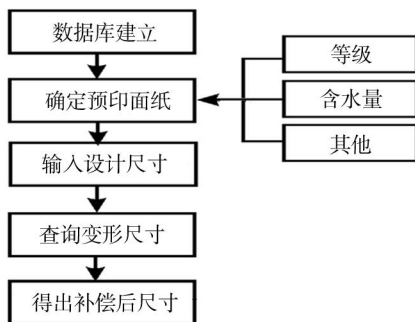 数据库建立
确定预印面纸
输入设计尺寸
查询变形尺寸
得出补偿后尺寸
等级
含水量
其他